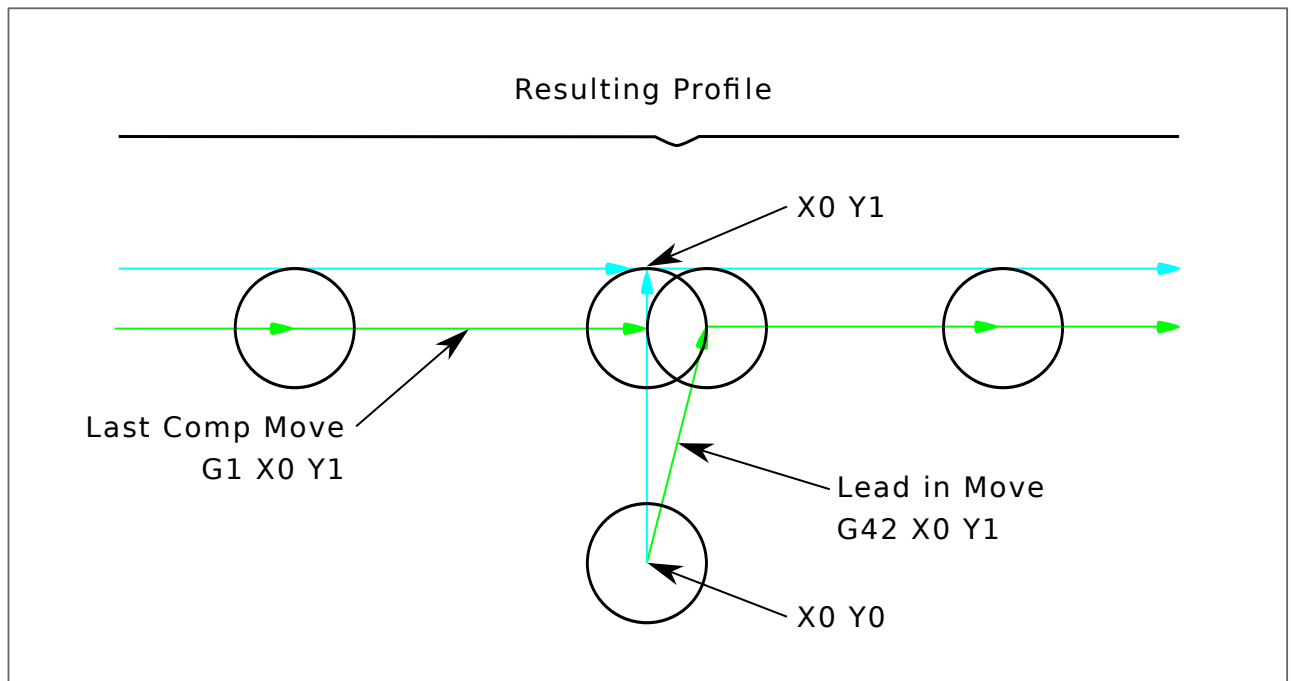 Resulting Profile
X0 Y1
Last Comp Move
G1 X0 Y1
Lead in Move
G42 X0 Y1
X0 Y0